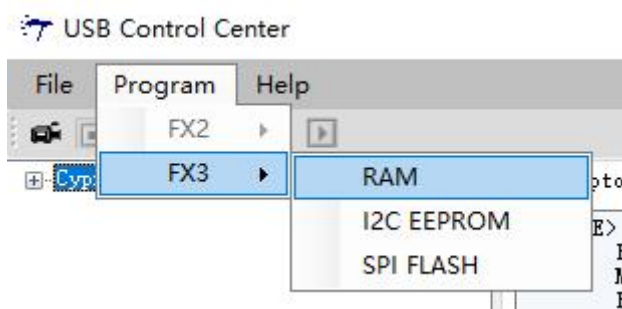 USB Control Center
File Program Help
FX2
FX3
RAM
I2C EEPROM
SPI FLASH